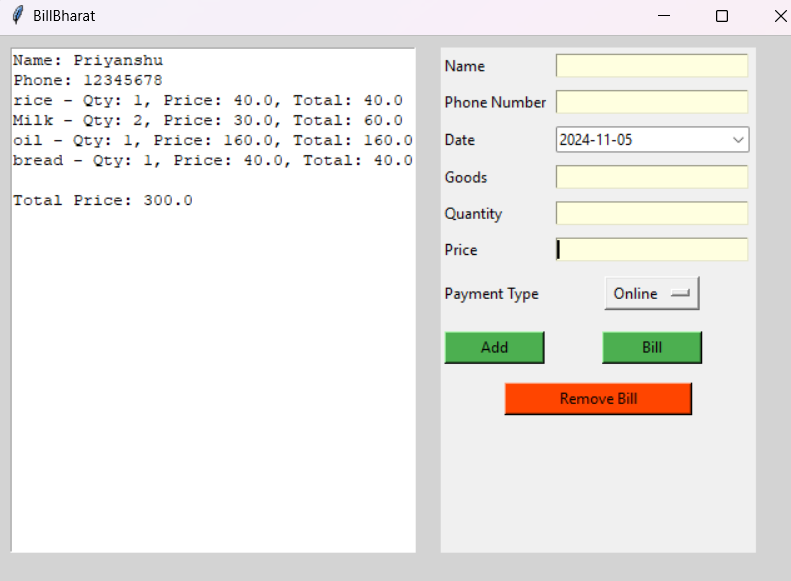 BillBharat
Name: Priyanshu
Phone: 12345678
rice - Qty: 1, Price: 40.0, Total: 40.0
Milk - Qty: 2, Price: 30.0, Total: 60.0
oil - Qty: 1, Price: 160.0, Total: 160.0
bread - Qty: 1, Price: 40.0, Total: 40.0
Total Price: 300.0
Name
Phone Number
Date 2024-11-05
Goods
Quantity
Price
Payment Type Online
Add Bill
Remove Bill